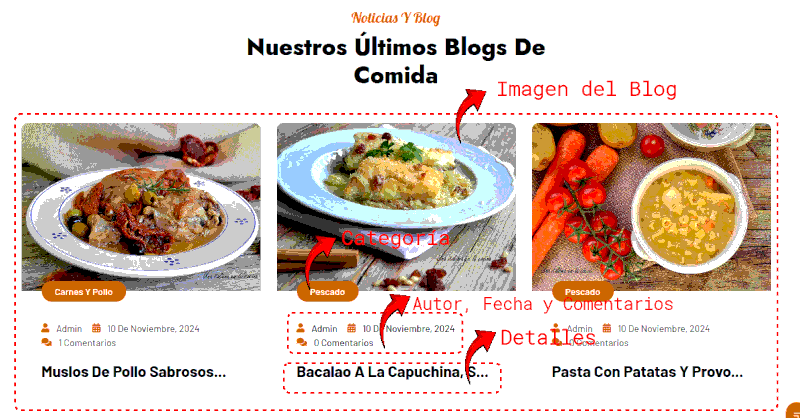 Noticias Y Blog
Nuestros Últimos Blogs De
Comida
Imagen del Blog
Categoría
Carnes Y Pollo
Pescado
Pescado
Autor, Fecha y Comentarios
Admin 10 De Noviembre, 2024
1 Comentarios
Admin 10 De Noviembre, 2024
0 Comentarios
Admin 10 De Noviembre, 2024
0 Comentarios
Detalles
Muslos De Pollo Sabrosos...
Bacalao A La Capuchina, S...
Pasta Con Patatas Y Provo...